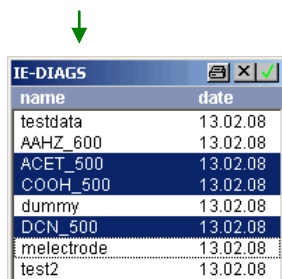 IE-DIAGS
name date
testdata 13.02.08
AAHZ_600 13.02.08
ACET_500 13.02.08
COOH_500 13.02.08
dummy 13.02.08
DCN_500 13.02.08
melectrode 13.02.08
test2 13.02.08